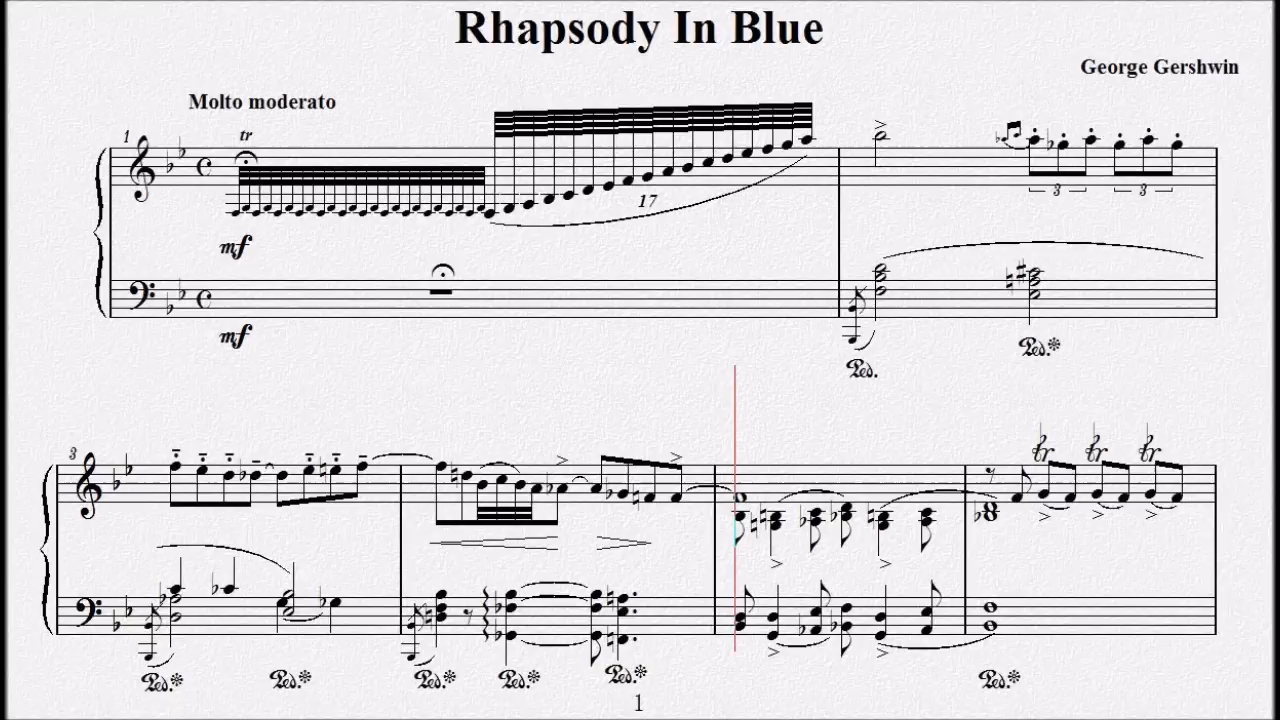 Rhapsody In Blue
George Gershwin
Molto moderato
1
tr
17
3 3
mf
mf
Ped. Ped.
3
tr tr tr
Ped. Ped. Ped. Ped. Ped. Ped.
1